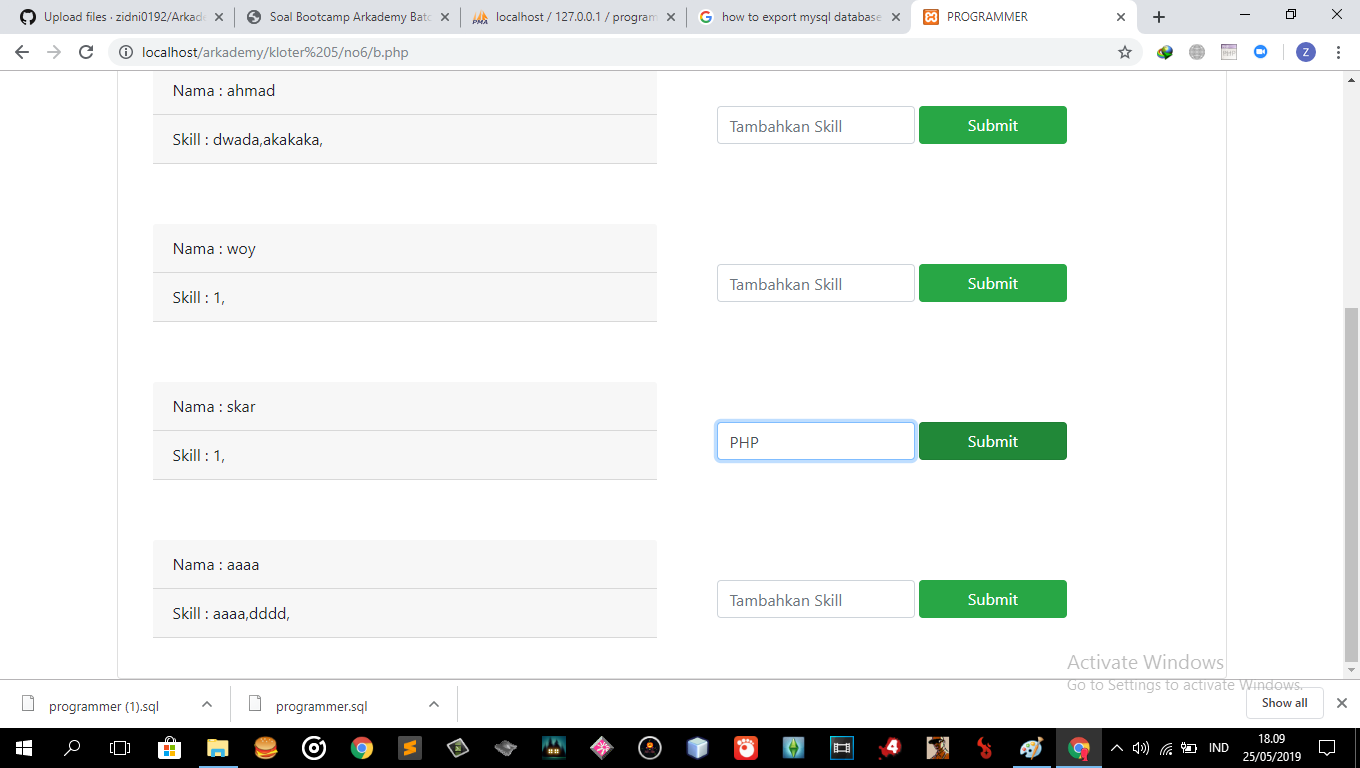 Upload files · zidni0192/Arkade
Soal Bootcamp Arkademy Batc
localhost / 127.0.0.1 / program
how to export mysql database
PROGRAMMER
localhost/arkademy/kloter%205/no6/b.php
Z
Nama : ahmad
Skill : dwada,akakaka,
Tambahkan Skill
Submit
Nama : woy
Skill : 1,
Tambahkan Skill
Submit
Nama : skar
Skill : 1,
PHP
Submit
Nama : aaaa
Skill : aaaa,dddd,
Tambahkan Skill
Submit
Activate Windows
Go to Settings to activate Windows.
programmer (1).sql
programmer.sql
Show all
IND
18.09
25/05/2019